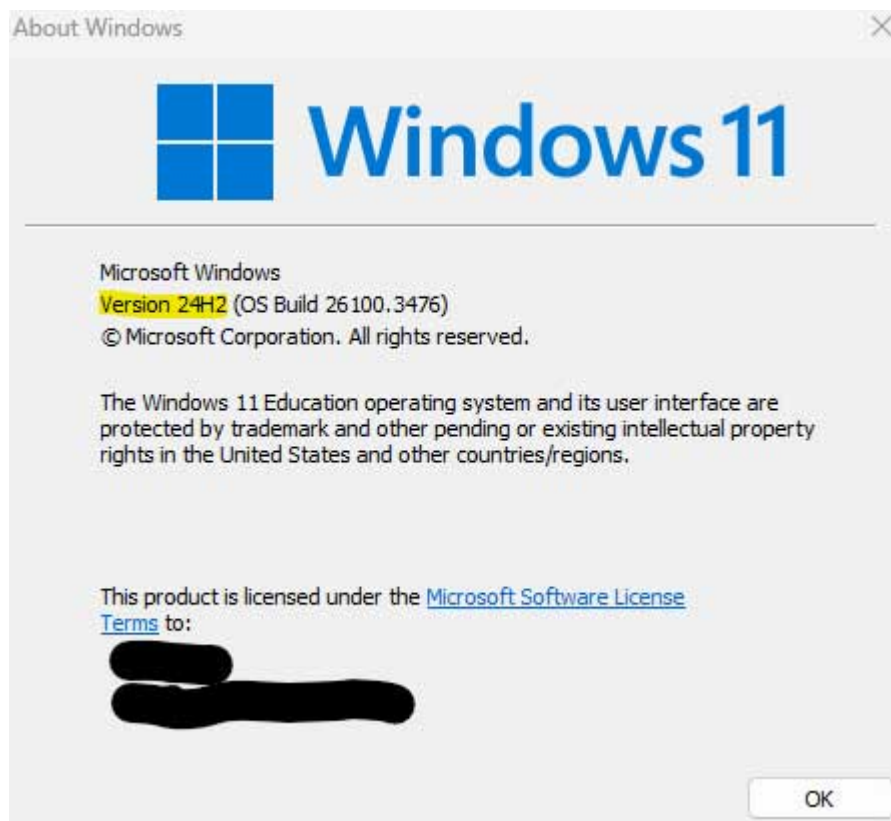 About Windows
Windows 11
Microsoft Windows
Version 24H2 (OS Build 26100.3476)
© Microsoft Corporation. All rights reserved.
The Windows 11 Education operating system and its user interface are
protected by trademark and other pending or existing intellectual property
rights in the United States and other countries/regions.
This product is licensed under the Microsoft Software License
Terms to:
OK